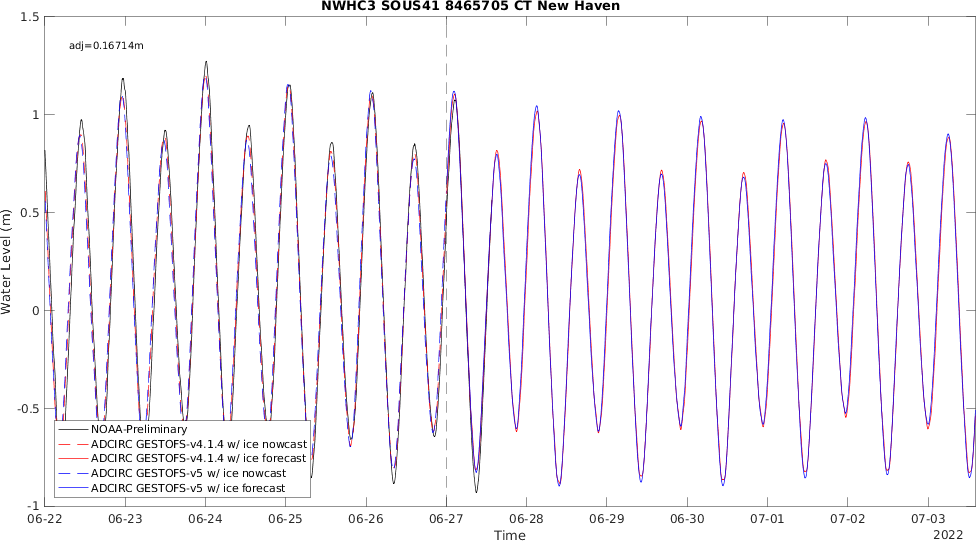 NWHC3 SOUS41 8465705 CT New Haven
1.5
adj=0.16714m
1
0.5
0
-0.5
-1
Water Level (m)
NOAA-Preliminary
ADCIRC GESTOFS-v4.1.4 w/ ice nowcast
ADCIRC GESTOFS-v4.1.4 w/ ice forecast
ADCIRC GESTOFS-v5 w/ ice nowcast
ADCIRC GESTOFS-v5 w/ ice forecast
06-22 06-23 06-24 06-25 06-26 06-27 06-28 06-29 06-30 07-01 07-02 07-03
Time
2022